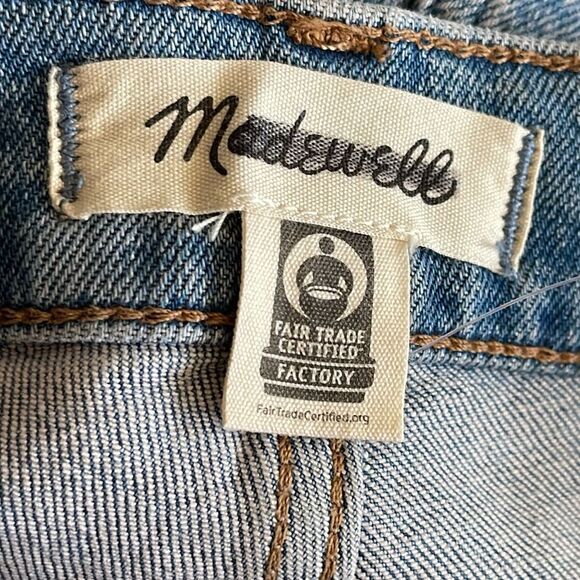 Madewell
FAIR TRADE
CERTIFIED
FACTORY
FairTradeCertified.org